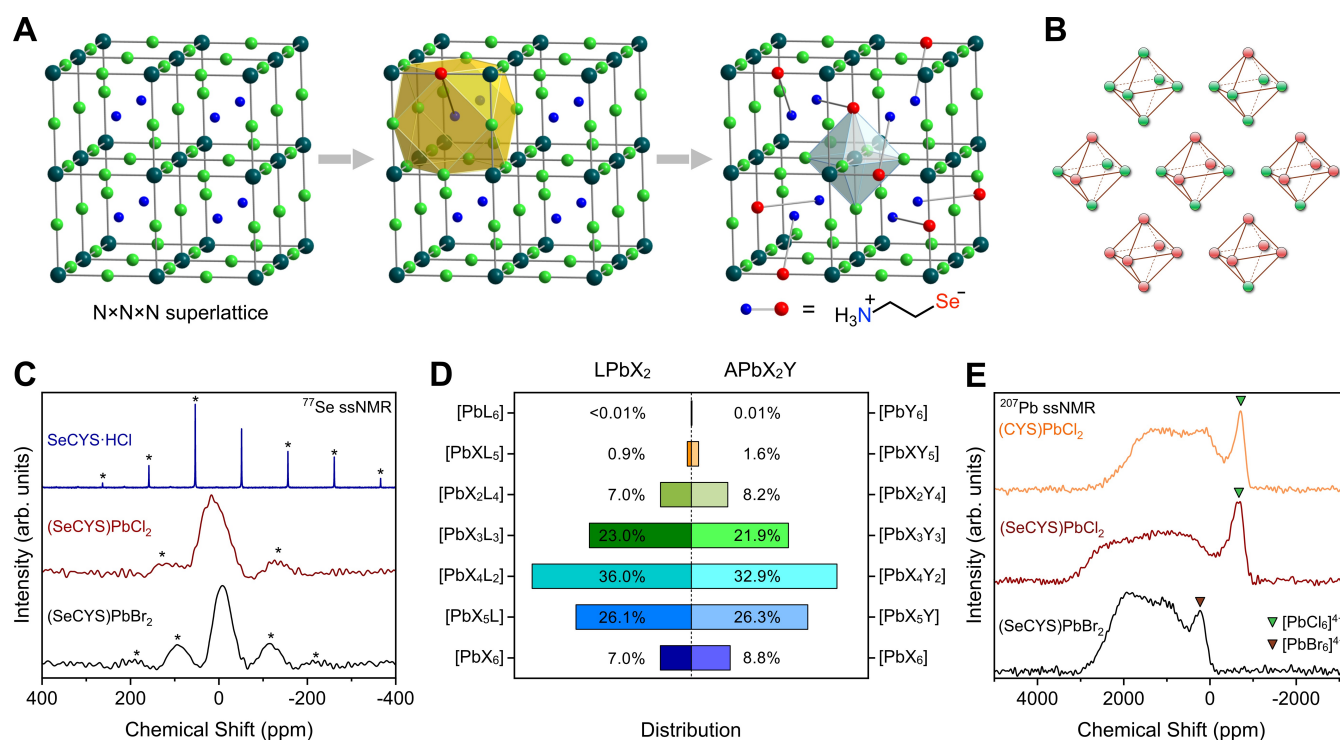 A
B
N×N×N superlattice
= H₃N⁺ Se⁻
C
⁷⁷Se ssNMR
SeCYS·HCl
(SeCYS)PbCl₂
(SeCYS)PbBr₂
* * * * * *
* *
* * * *
Intensity (arb. units)
400 200 0 -200 -400
Chemical Shift (ppm)
D
LPbX₂ APbX₂Y
[PbL₆] <0.01% 0.01% [PbY₆]
[PbXL₅] 0.9% 1.6% [PbXY₅]
[PbX₂L₄] 7.0% 8.2% [PbX₂Y₄]
[PbX₃L₃] 23.0% 21.9% [PbX₃Y₃]
[PbX₄L₂] 36.0% 32.9% [PbX₄Y₂]
[PbX₅L] 26.1% 26.3% [PbX₅Y]
[PbX₆] 7.0% 8.8% [PbX₆]
Distribution
E
²⁰⁷Pb ssNMR
(CYS)PbCl₂
(SeCYS)PbCl₂
(SeCYS)PbBr₂
▼ [PbCl₆]⁴⁻
▼ [PbBr₆]⁴⁻
Intensity (arb. units)
4000 2000 0 -2000
Chemical Shift (ppm)